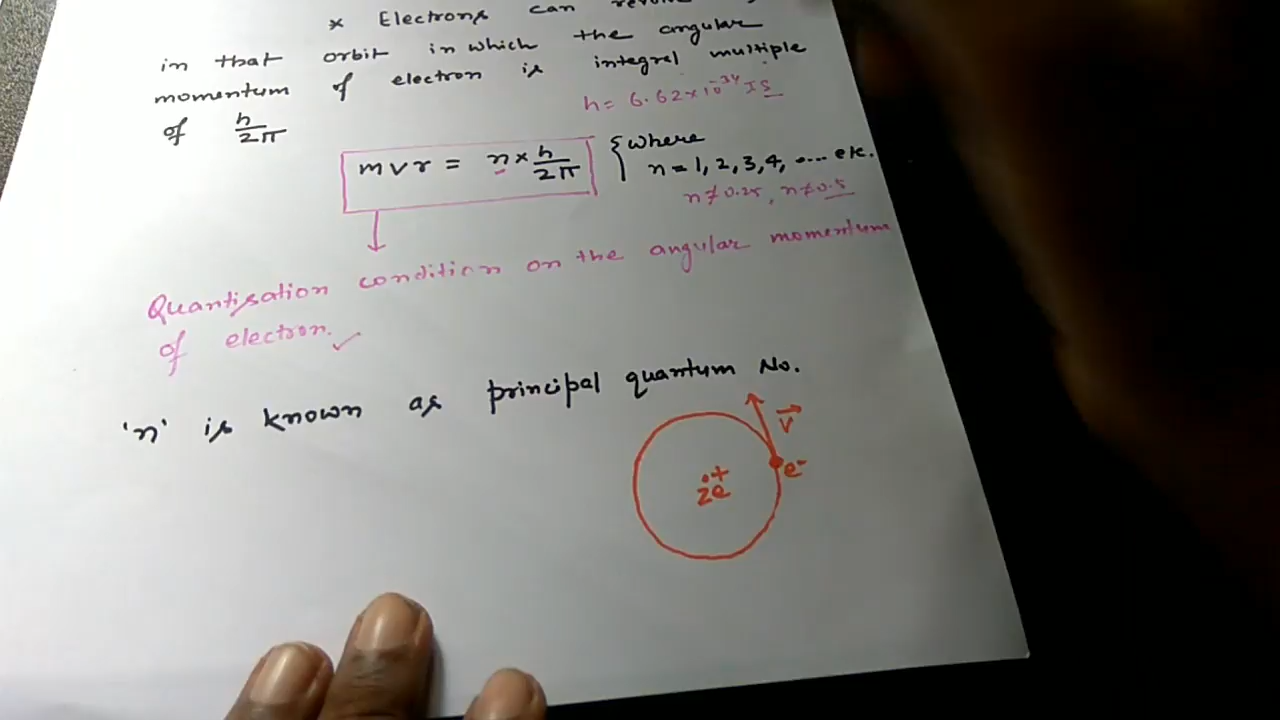 * Electrons can
in that orbit in which the angular
momentum of electron is integral multiple
of h/2π
h = 6.62×10⁻³⁴ JS
mvr = n × h/2π { where
n = 1, 2, 3, 4, .... etc.
n ≠ 0.25, n ≠ 0.5
Quantisation condition on the angular momentum
of electron. ✓
'n' is known as principal quantum No.
v⃗
e⁻
+
ze